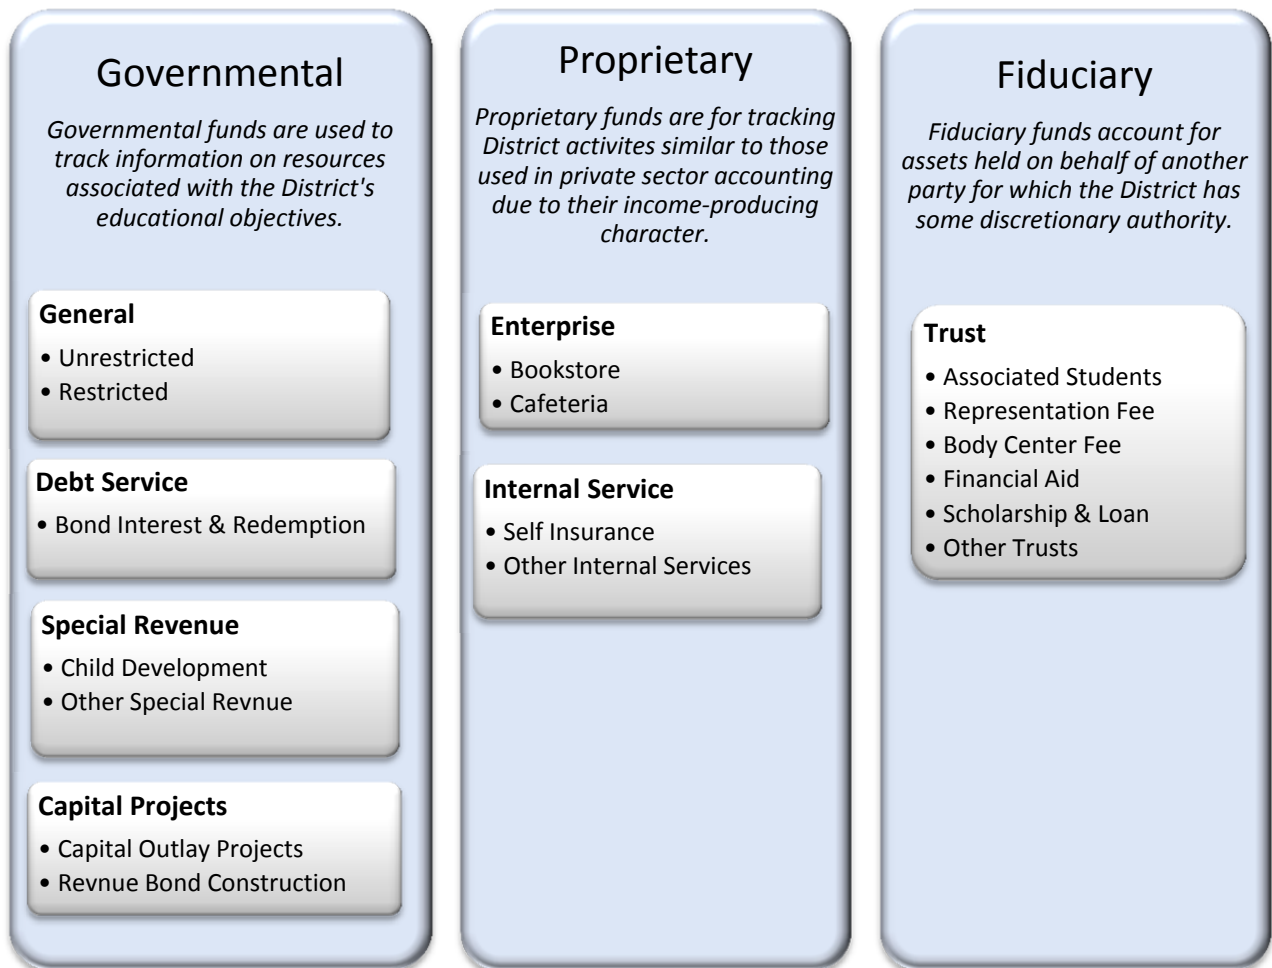 Governmental
Governmental funds are used to
track information on resources
associated with the District's
educational objectives.
General
• Unrestricted
• Restricted
Debt Service
• Bond Interest & Redemption
Special Revenue
• Child Development
• Other Special Revnue
Capital Projects
• Capital Outlay Projects
• Revnue Bond Construction
Proprietary
Proprietary funds are for tracking
District activites similar to those
used in private sector accounting
due to their income-producing
character.
Enterprise
• Bookstore
• Cafeteria
Internal Service
• Self Insurance
• Other Internal Services
Fiduciary
Fiduciary funds account for
assets held on behalf of another
party for which the District has
some discretionary authority.
Trust
• Associated Students
• Representation Fee
• Body Center Fee
• Financial Aid
• Scholarship & Loan
• Other Trusts